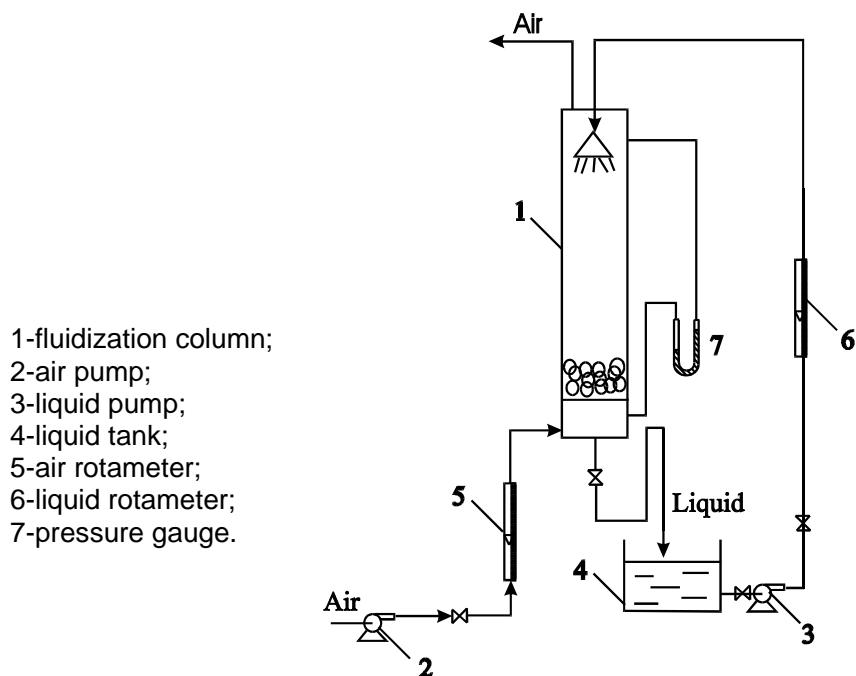 Air
1
7
6
1-fluidization column;
2-air pump;
3-liquid pump;
4-liquid tank;
5-air rotameter;
6-liquid rotameter;
7-pressure gauge.
5
Liquid
4
Air
2
3